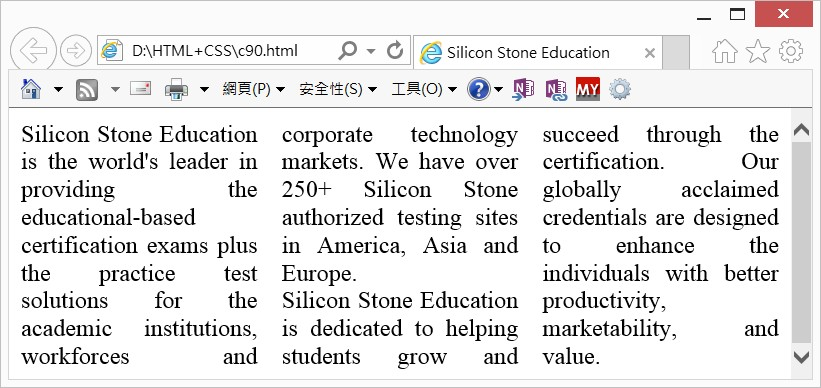 D:\HTML+CSS\c90.html
Silicon Stone Education
網頁(P)
安全性(S)
工具(O)
?
MY
Silicon Stone Education
is the world's leader in
providing the
educational-based
certification exams plus
the practice test
solutions for the
academic institutions,
workforces and
corporate technology
markets. We have over
250+ Silicon Stone
authorized testing sites
in America, Asia and
Europe.
Silicon Stone Education
is dedicated to helping
students grow and
succeed through the
certification. Our
globally acclaimed
credentials are designed
to enhance the
individuals with better
productivity,
marketability, and
value.